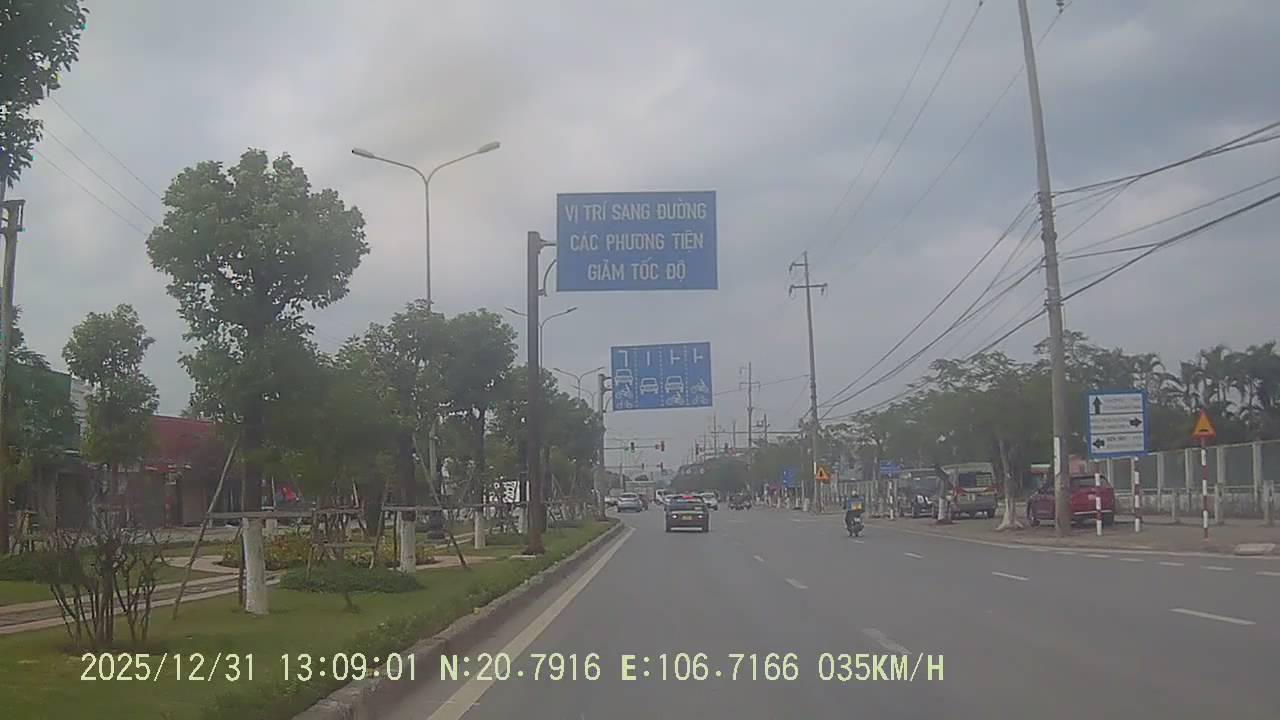 VỊ TRÍ SANG ĐƯỜNG
CÁC PHƯƠNG TIỆN
GIẢM TỐC ĐỘ
2025/12/31 13:09:01 N:20.7916 E:106.7166 035KM/H